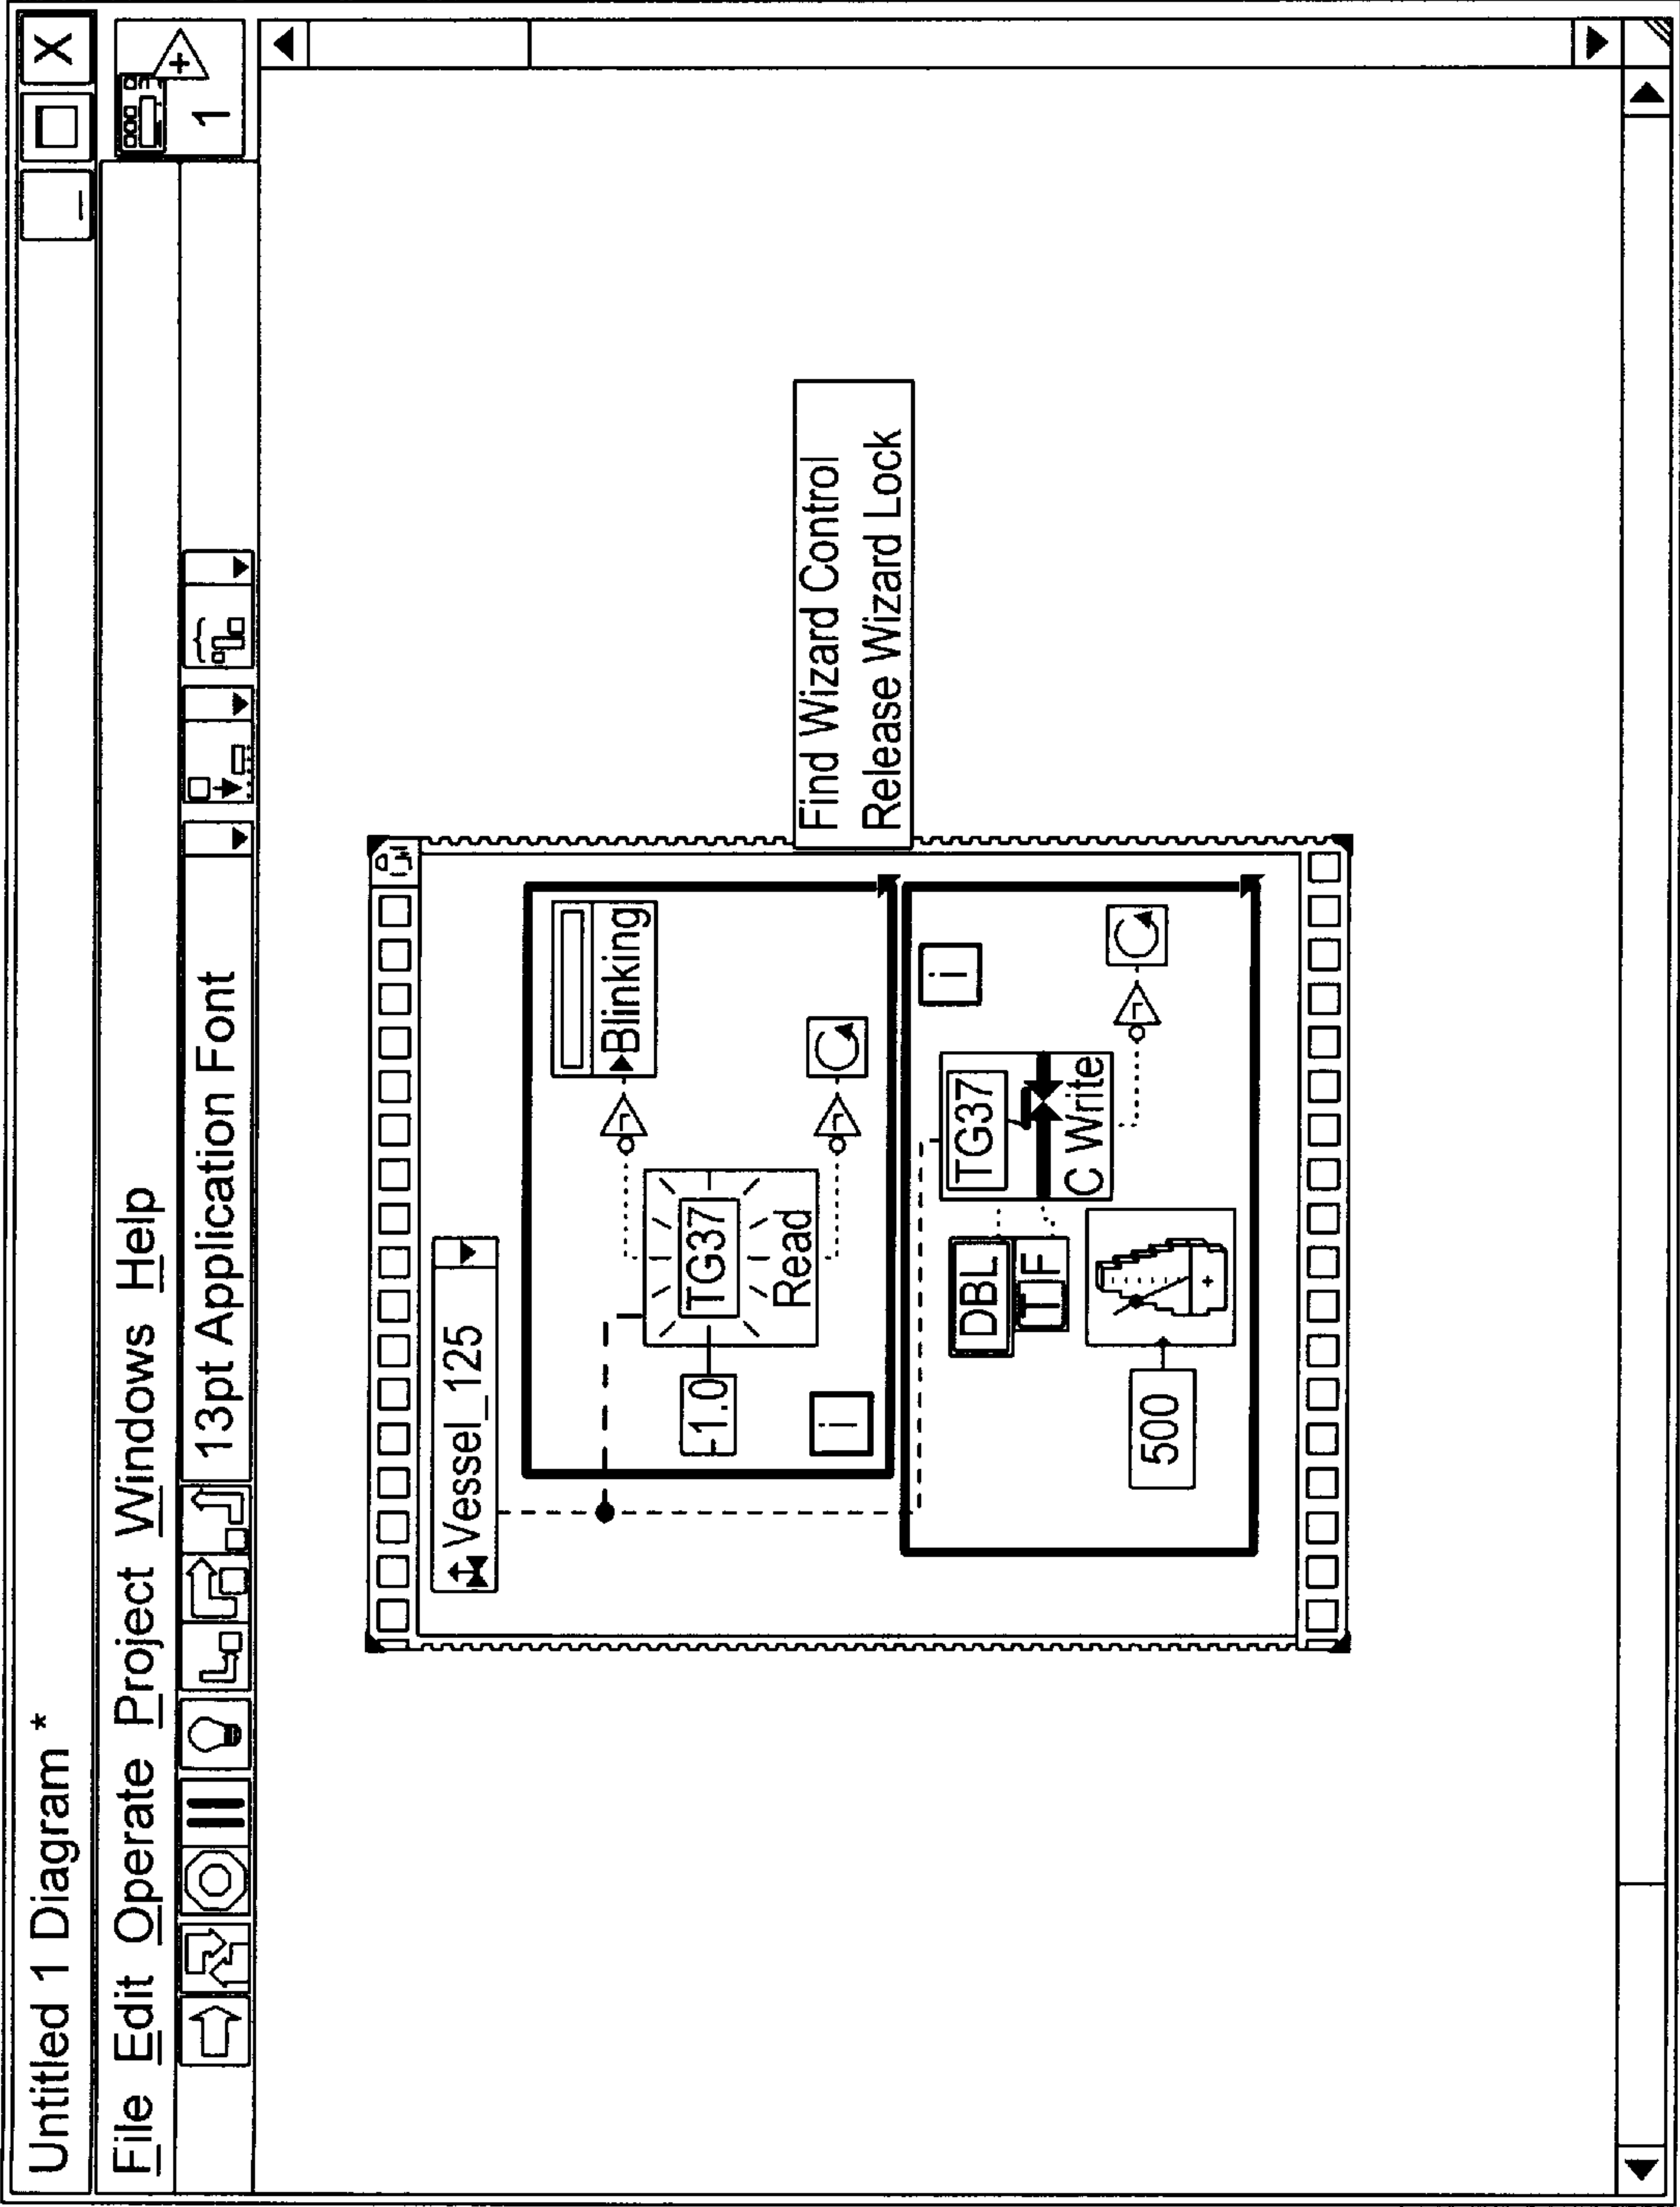 Untitled 1 Diagram *
File Edit Operate Project Windows Help
13pt Application Font
1
Vessel_125
-1.0
TG37
Read
Blinking
i
i
TG37
C Write
DBL
TF
500
Find Wizard Control
Release Wizard Lock